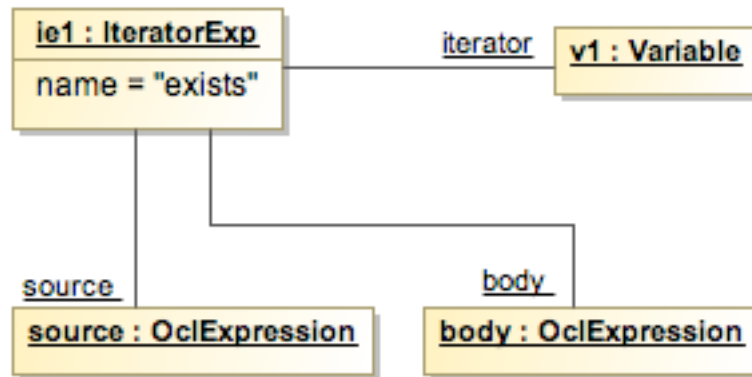 ie1 : IteratorExp
name = "exists"
iterator
v1 : Variable
source
body
source : OclExpression
body : OclExpression